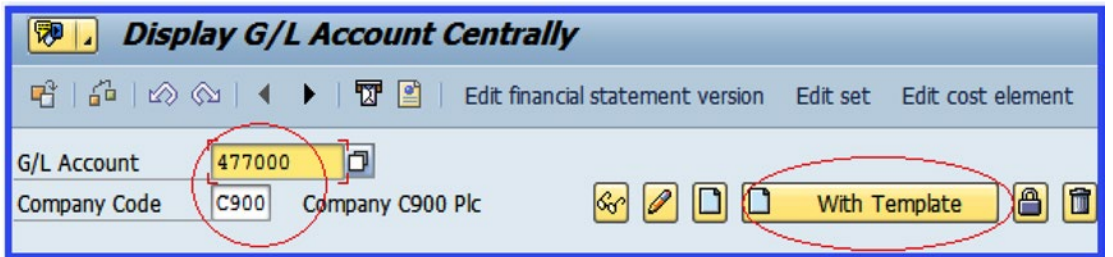 Display G/L Account Centrally
Edit financial statement version Edit set Edit cost element
G/L Account 477000
Company Code C900 Company C900 Plc With Template